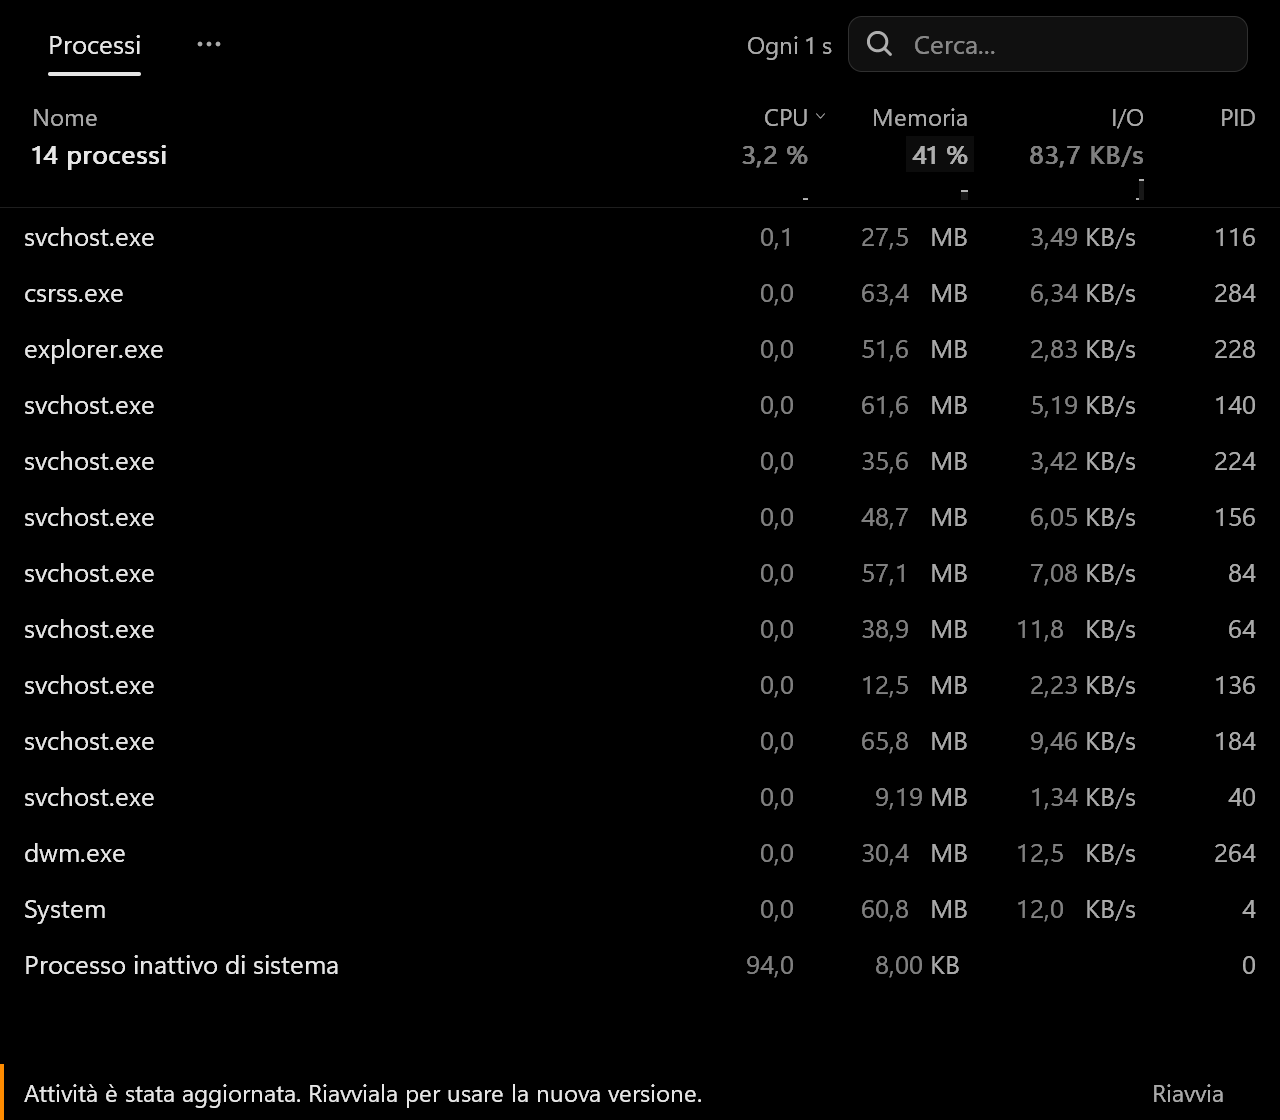 Processi ... Ogni 1 s Cerca...
Nome CPU Memoria I/O PID
14 processi 3,2 % 41 % 83,7 KB/s
svchost.exe 0,1 27,5 MB 3,49 KB/s 116
csrss.exe 0,0 63,4 MB 6,34 KB/s 284
explorer.exe 0,0 51,6 MB 2,83 KB/s 228
svchost.exe 0,0 61,6 MB 5,19 KB/s 140
svchost.exe 0,0 35,6 MB 3,42 KB/s 224
svchost.exe 0,0 48,7 MB 6,05 KB/s 156
svchost.exe 0,0 57,1 MB 7,08 KB/s 84
svchost.exe 0,0 38,9 MB 11,8 KB/s 64
svchost.exe 0,0 12,5 MB 2,23 KB/s 136
svchost.exe 0,0 65,8 MB 9,46 KB/s 184
svchost.exe 0,0 9,19 MB 1,34 KB/s 40
dwm.exe 0,0 30,4 MB 12,5 KB/s 264
System 0,0 60,8 MB 12,0 KB/s 4
Processo inattivo di sistema 94,0 8,00 KB 0
Attività è stata aggiornata. Riavviala per usare la nuova versione. Riavvia